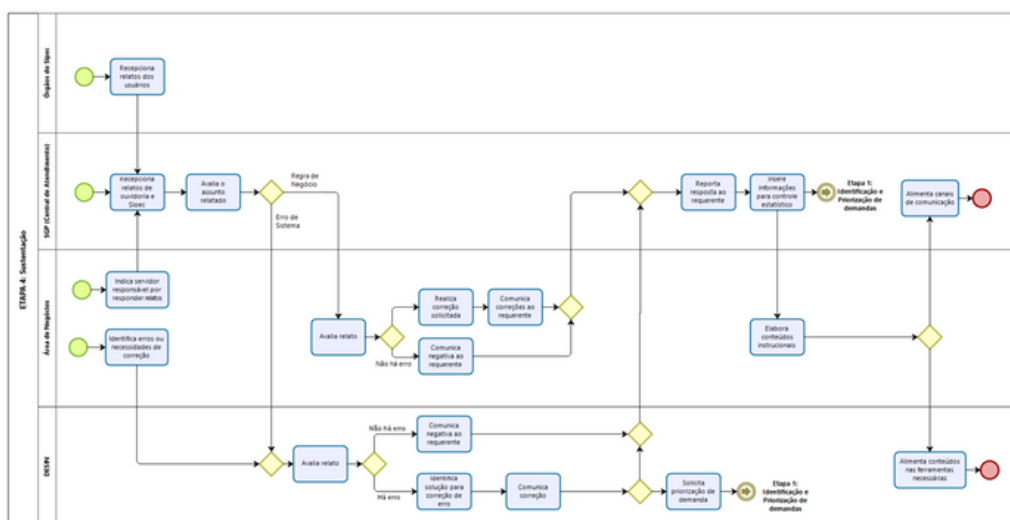 ETAPA 4: Sustentação
Órgãos do Sipec
Recepciona
relatos dos
usuários
SGP (Central de Atendimento)
Recepciona
relatos de
ouvidoria e
Sipec
Avalia o
assunto
relatado
Regra de
Negócio
Erro de
Sistema
Reporta
resposta ao
requerente
Insere
informações
para controle
estatístico
Etapa 1:
Identificação e
Priorização de
demandas
Alimenta canais
de comunicação
Área de Negócios
Indica servidor
responsável por
responder relatos
Identifica erros ou
necessidades de
correção
Avalia relato
Realiza
correção
solicitada
Comunica
correções ao
requerente
Não há erro
Comunica
negativa ao
requerente
Elabora
conteúdos
instrucionais
DESIN
Avalia relato
Não há erro
Comunica
negativa ao
requerente
Há erro
Identifica
solução para
correção de
erro
Comunica
correção
Solicita
priorização de
demanda
Etapa 1:
Identificação e
Priorização de
demandas
Alimenta conteúdos
nas ferramentas
necessárias